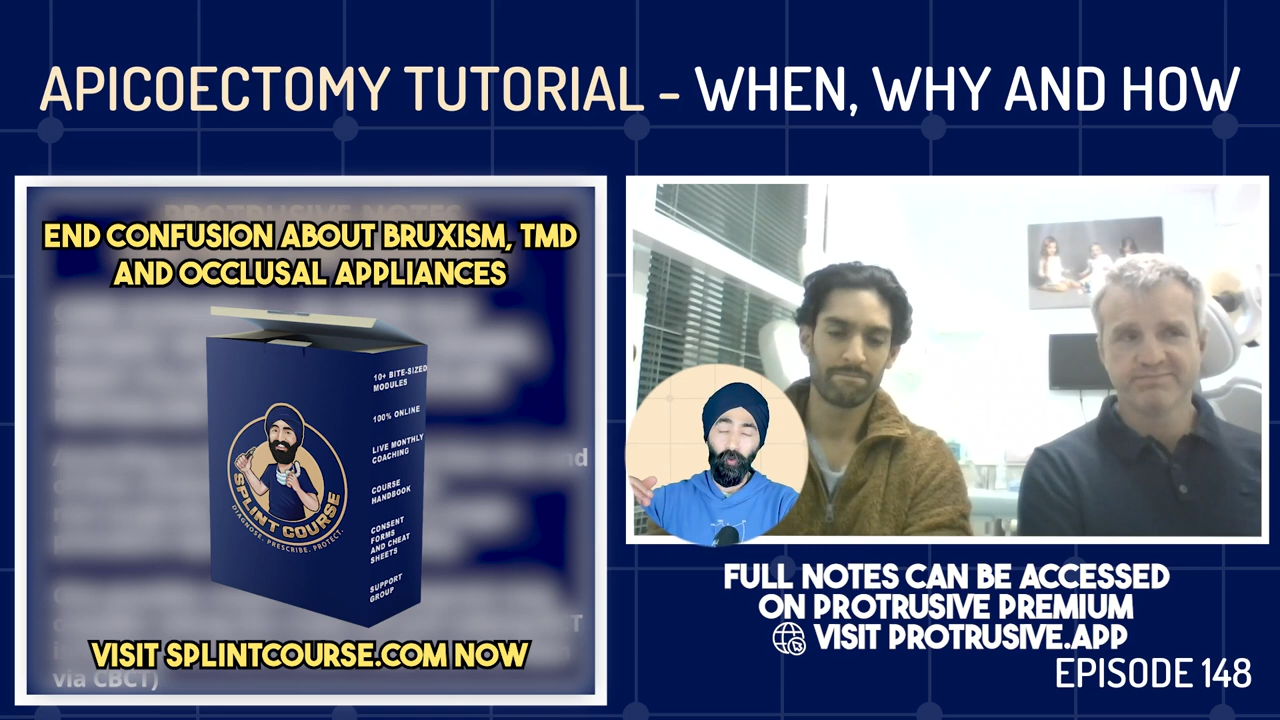 APICOECTOMY TUTORIAL - WHEN, WHY AND HOW
END CONFUSION ABOUT BRUXISM, TMD
AND OCCLUSAL APPLIANCES
10+ BITE-SIZED
MODULES
100% ONLINE
LIVE MONTHLY
COACHING
COURSE
HANDBOOK
CONSENT
FORMS
AND CHEAT
SHEETS
SUPPORT
GROUP
SPLINT COURSE
DIAGNOSE. PRESCRIBE. PROTECT.
VISIT SPLINTCOURSE.COM NOW
via CBCT)
FULL NOTES CAN BE ACCESSED
ON PROTRUSIVE PREMIUM
VISIT PROTRUSIVE.APP
EPISODE 148